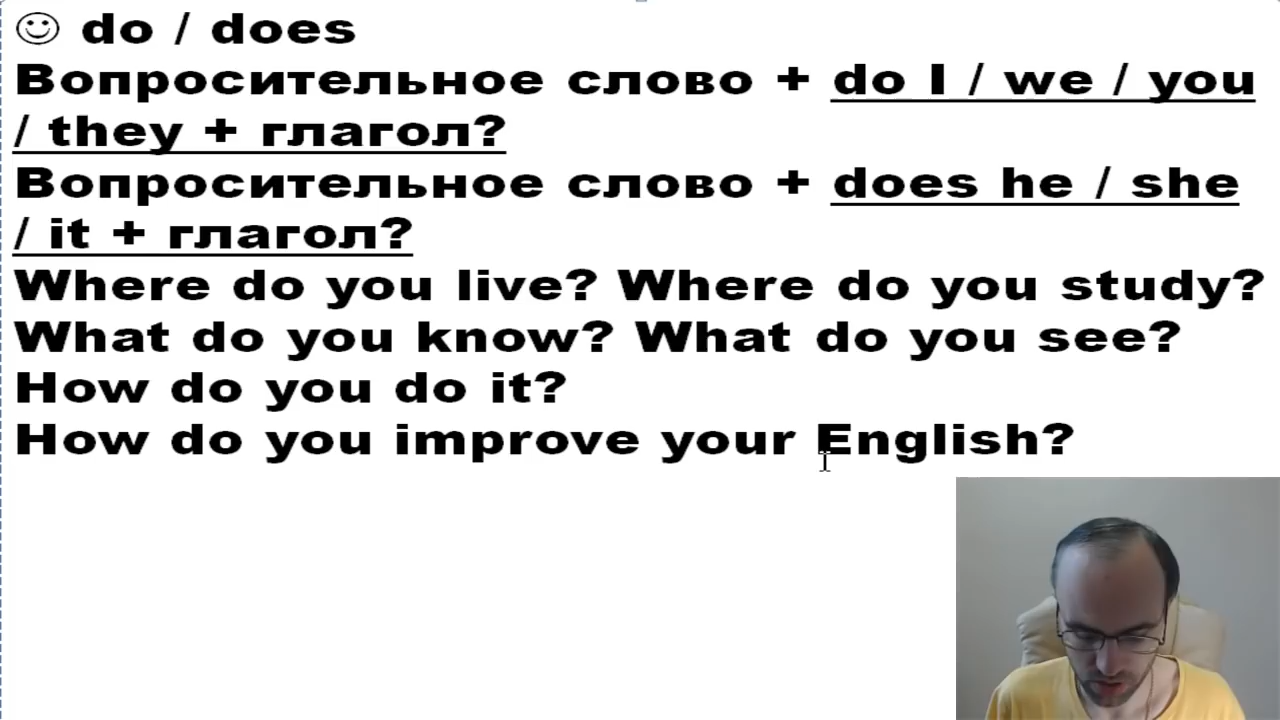 ☺ do / does
Вопросительное слово + do I / we / you
/ they + глагол?
Вопросительное слово + does he / she
/ it + глагол?
Where do you live? Where do you study?
What do you know? What do you see?
How do you do it?
How do you improve your English?